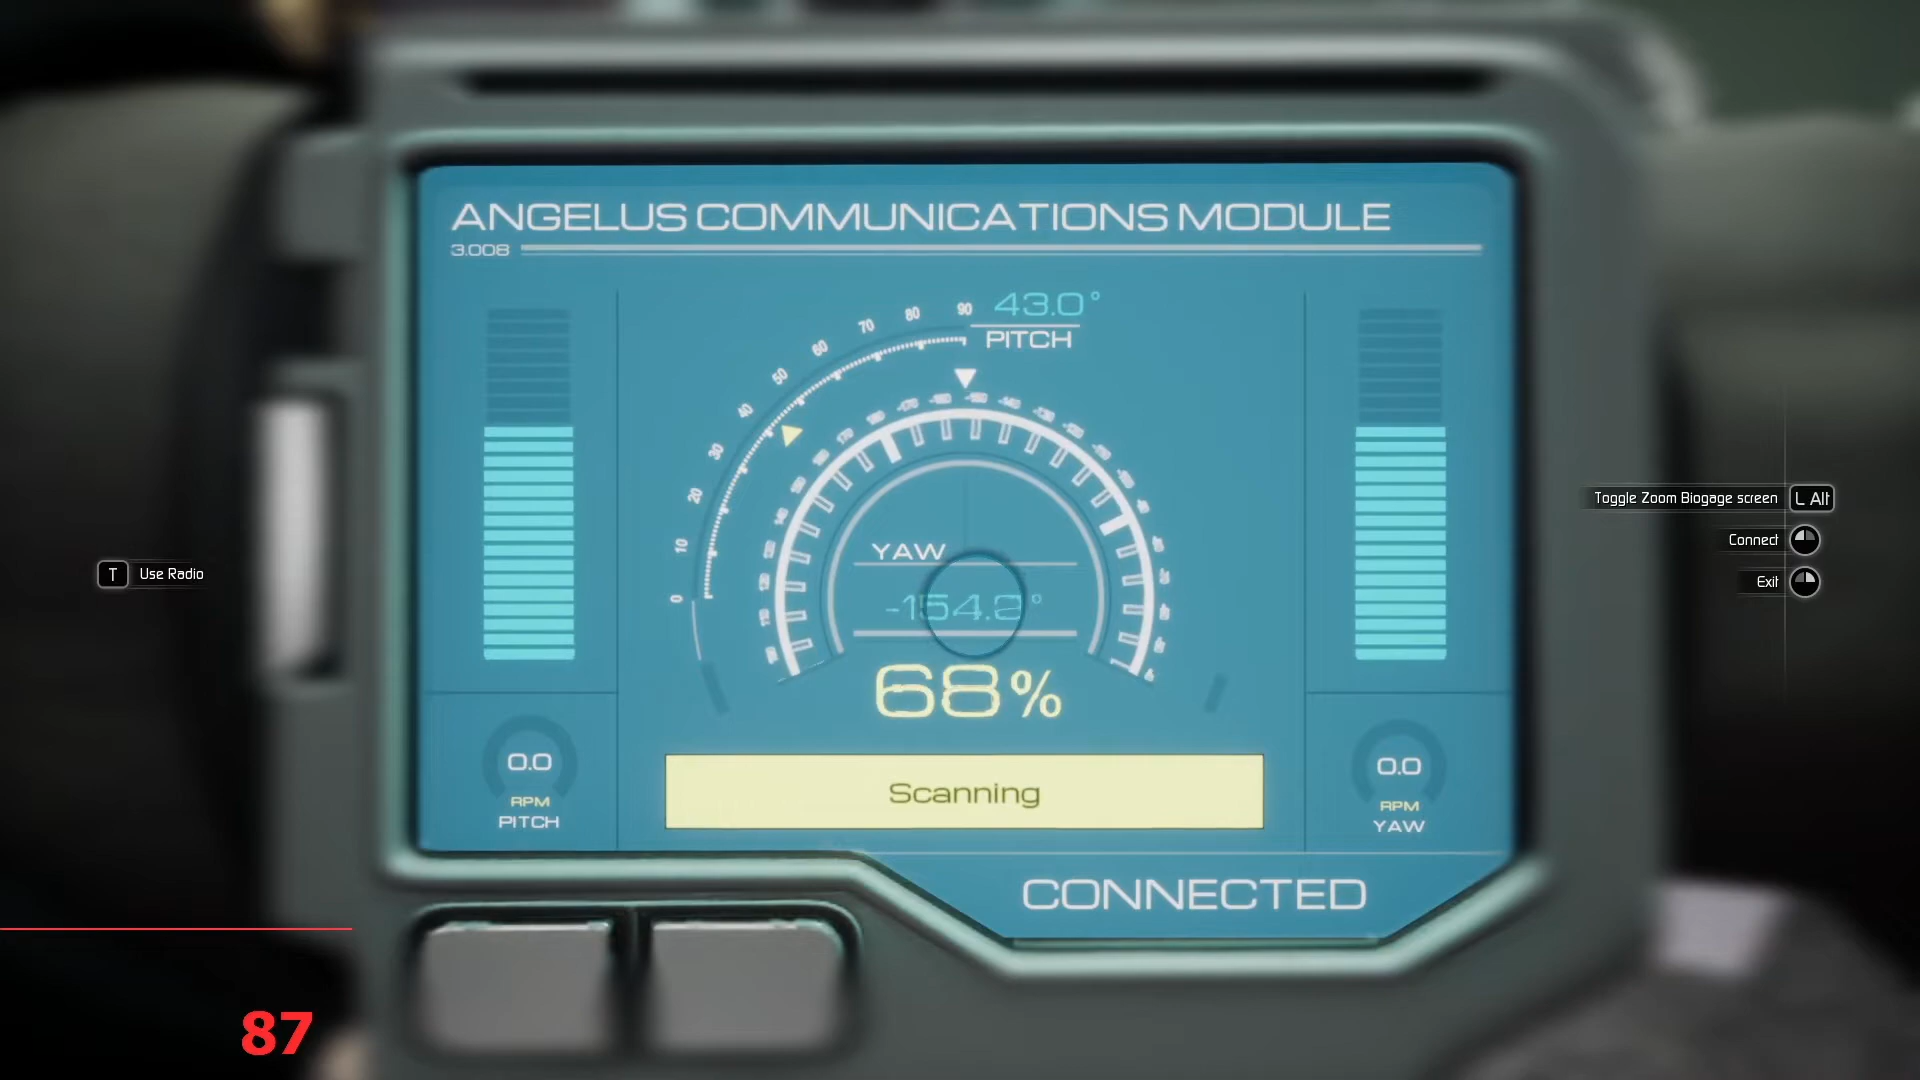 ANGELUS COMMUNICATIONS MODULE
3.008
43.0°
PITCH
0 10 20 30 40 50 60 70 80 90
YAW
-154.2°
68%
Scanning
0.0
RPM
PITCH
0.0
RPM
YAW
CONNECTED
T Use Radio
Toggle Zoom Biogage screen L Alt
Connect
Exit
87